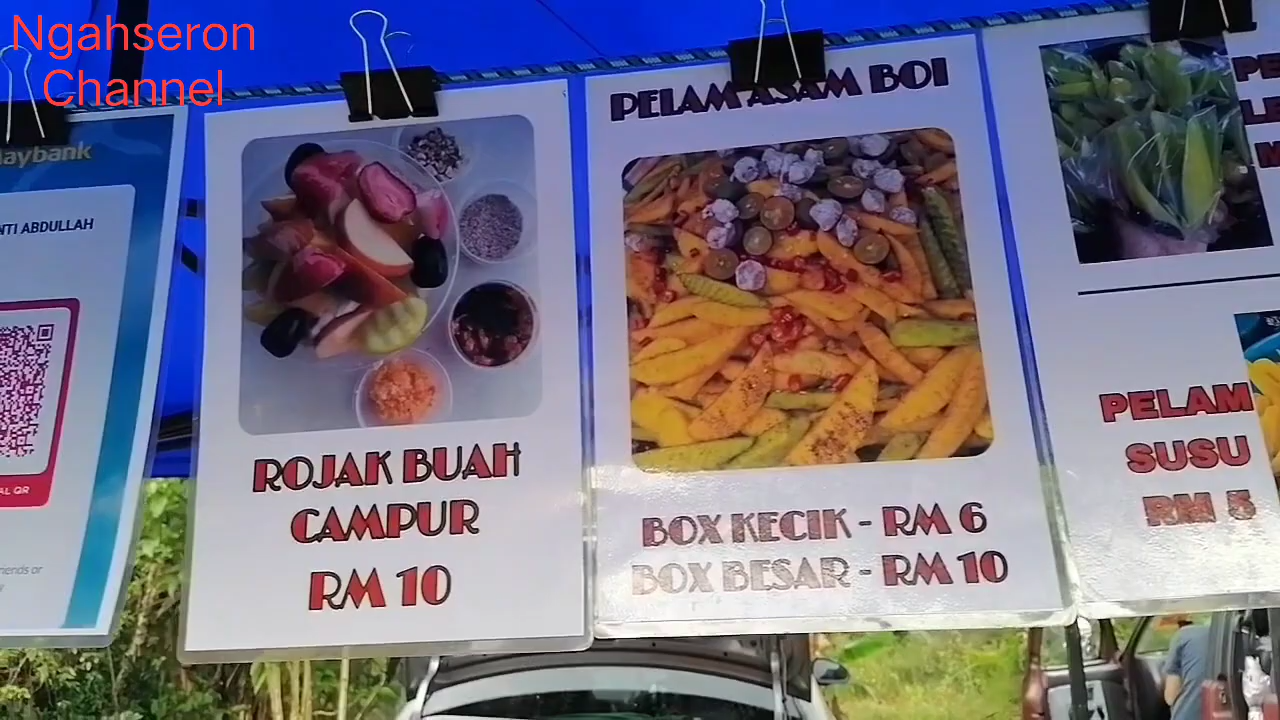 Ngahseron
Channel
NTI ABDULLAH
ROJAK BUAH
CAMPUR
RM 10
PELAM ASAM BOI
BOX KECIK - RM 6
BOX BESAR - RM 10
PELAM
SUSU
RM 5